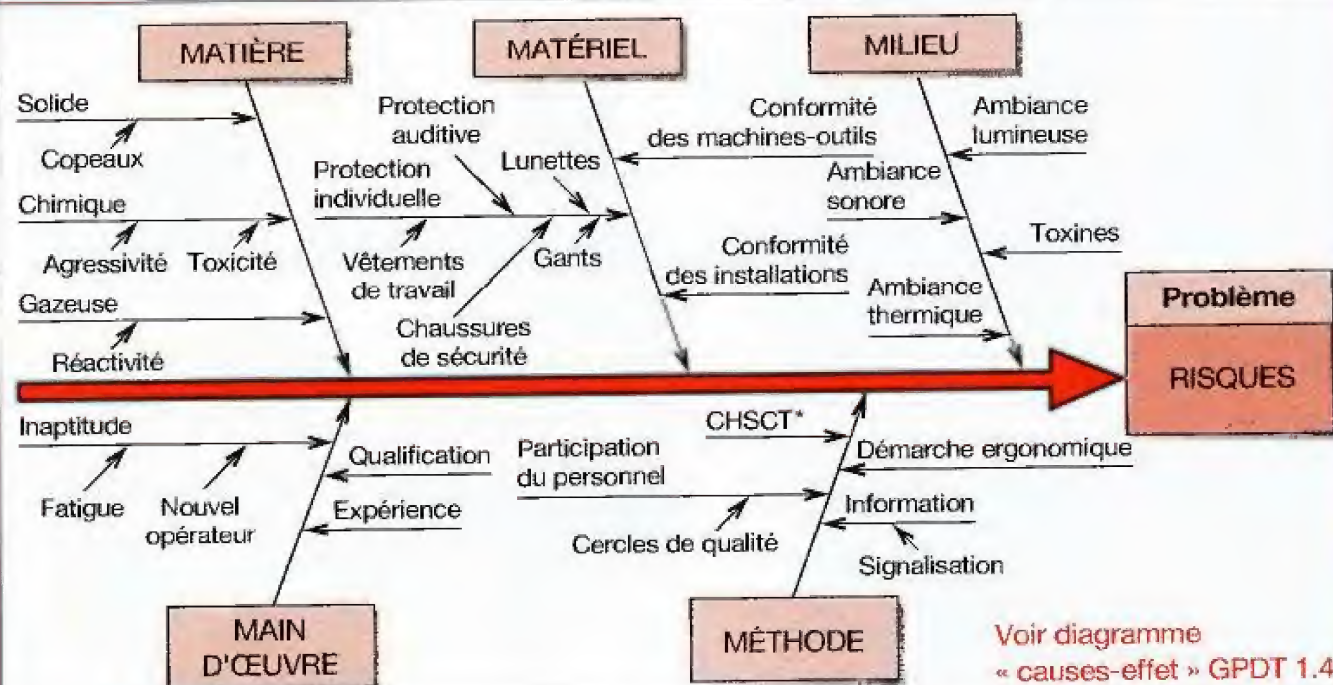 MATIÈRE
MATÉRIEL
MILIEU
Solide
Copeaux
Chimique
Agressivité
Toxicité
Gazeuse
Réactivité
Protection
auditive
Lunettes
Protection
individuelle
Vêtements
de travail
Gants
Chaussures
de sécurité
Conformité
des machines-outils
Conformité
des installations
Ambiance
lumineuse
Ambiance
sonore
Toxines
Ambiance
thermique
Problème
RISQUES
Inaptitude
Fatigue
Nouvel
opérateur
Qualification
Expérience
CHSCT*
Participation
du personnel
Cercles de qualité
Démarche ergonomique
Information
Signalisation
MAIN
D'ŒUVRE
MÉTHODE
Voir diagramme
« causes-effet » GPDT 1.4